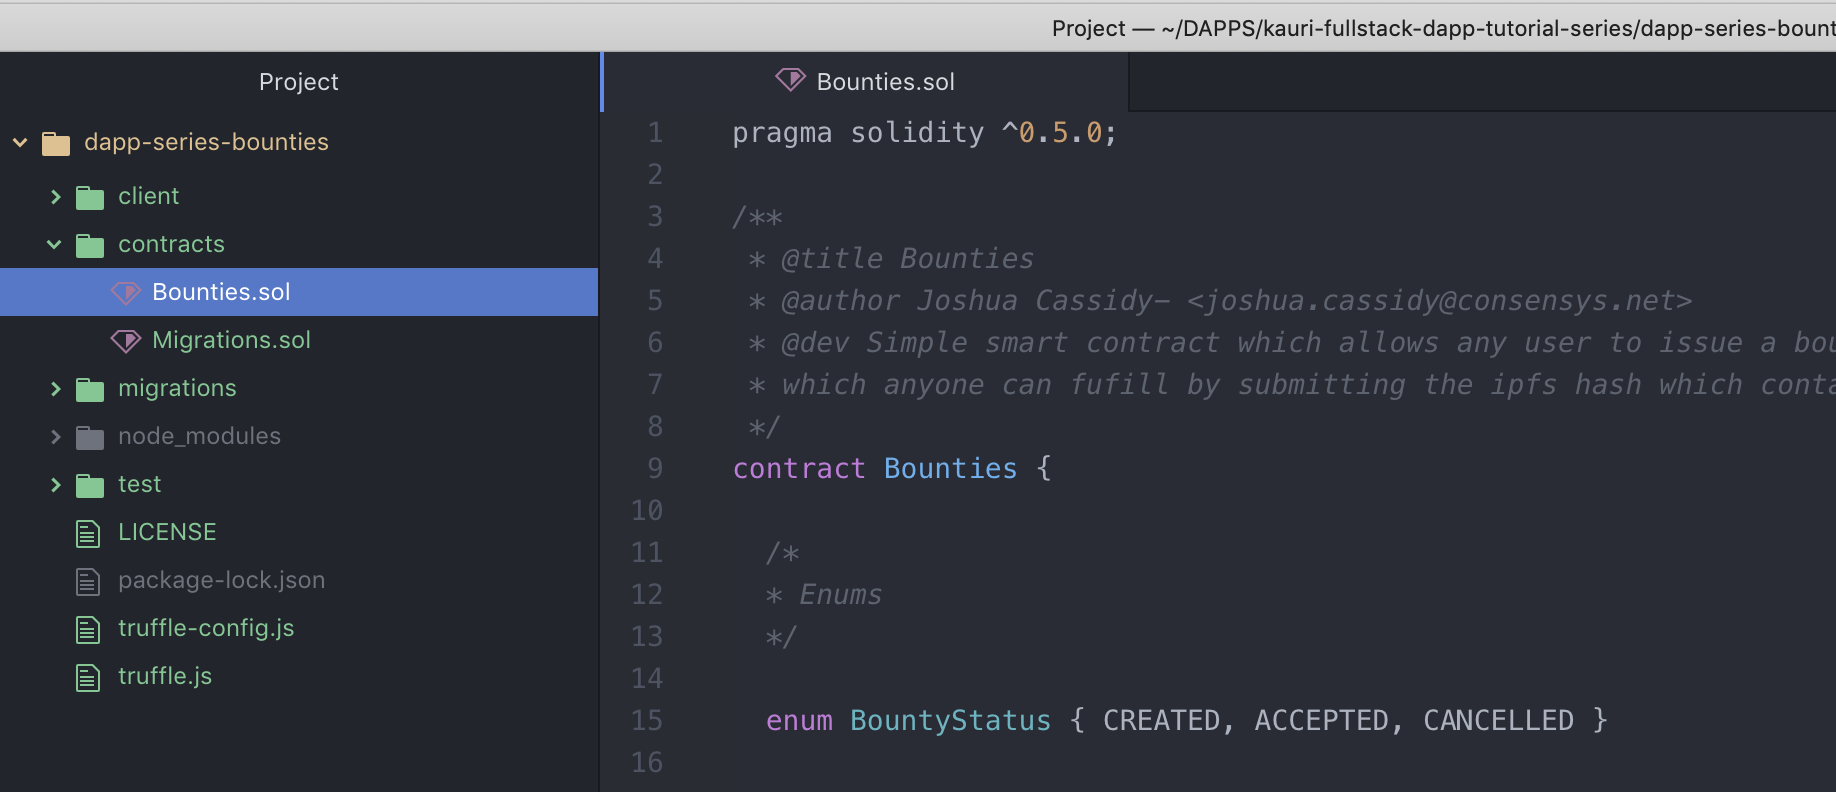 Project — ~/DAPPS/kauri-fullstack-dapp-tutorial-series/dapp-series-bount
Project
dapp-series-bounties
client
contracts
Bounties.sol
Migrations.sol
migrations
node_modules
test
LICENSE
package-lock.json
truffle-config.js
truffle.js
Bounties.sol
1 pragma solidity ^0.5.0;
2
3 /**
4 * @title Bounties
5 * @author Joshua Cassidy- <joshua.cassidy@consensys.net>
6 * @dev Simple smart contract which allows any user to issue a bou
7 * which anyone can fufill by submitting the ipfs hash which conta
8 */
9 contract Bounties {
10
11 /*
12 * Enums
13 */
14
15 enum BountyStatus { CREATED, ACCEPTED, CANCELLED }
16